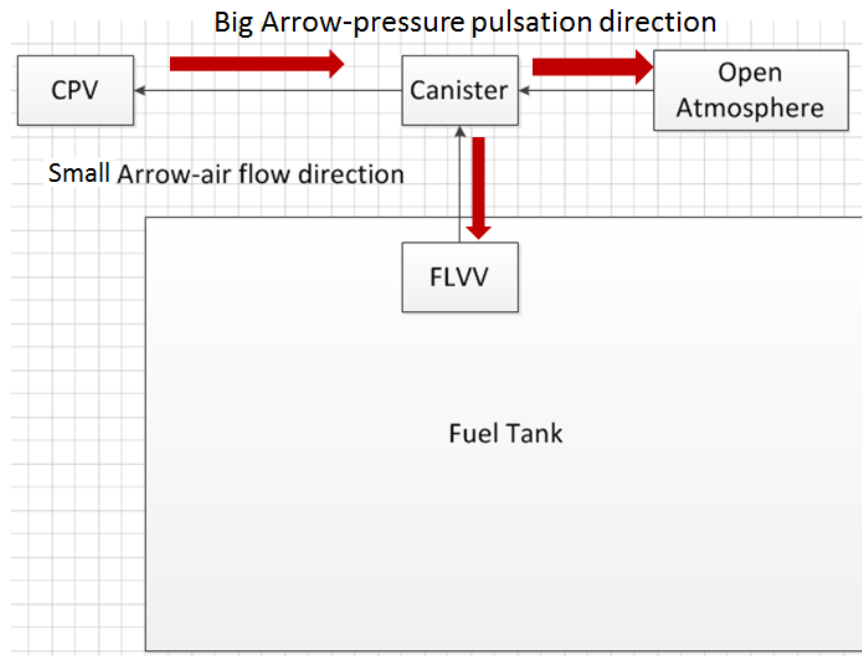 Big Arrow-pressure pulsation direction
CPV
Canister
Open
Atmosphere
Small Arrow-air flow direction
FLVV
Fuel Tank